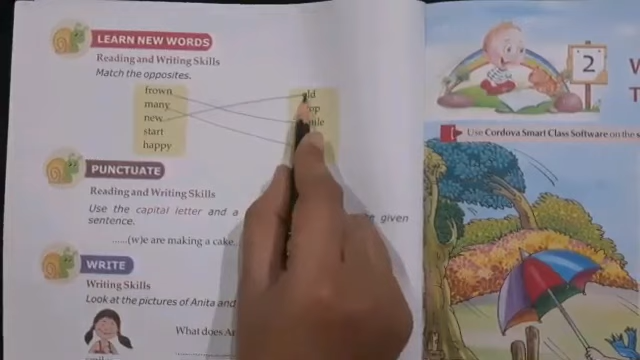 LEARN NEW WORDS
Reading and Writing Skills
Match the opposites.
frown
many
new
start
happy
PUNCTUATE
Reading and Writing Skills
Use the capital letter and a
given
sentence.
......(w)e are making a cake.
WRITE
Writing Skills
Look at the pictures of Anita and
What does
2
Use Cordova Smart Class Software on the